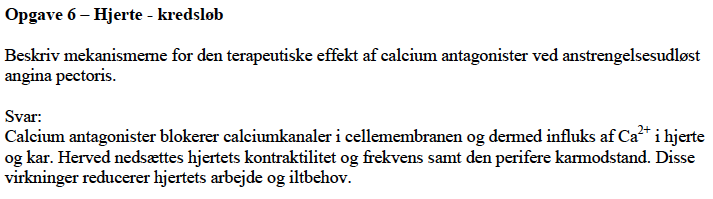 Opgave 6 – Hjerte - kredsløb
Beskriv mekanismerne for den terapeutiske effekt af calcium antagonister ved anstrengelsesudløst
angina pectoris.
Svar:
Calcium antagonister blokerer calciumkanaler i cellemembranen og dermed influks af Ca²⁺ i hjerte
og kar. Herved nedsættes hjertets kontraktilitet og frekvens samt den perifere karmodstand. Disse
virkninger reducerer hjertets arbejde og iltbehov.